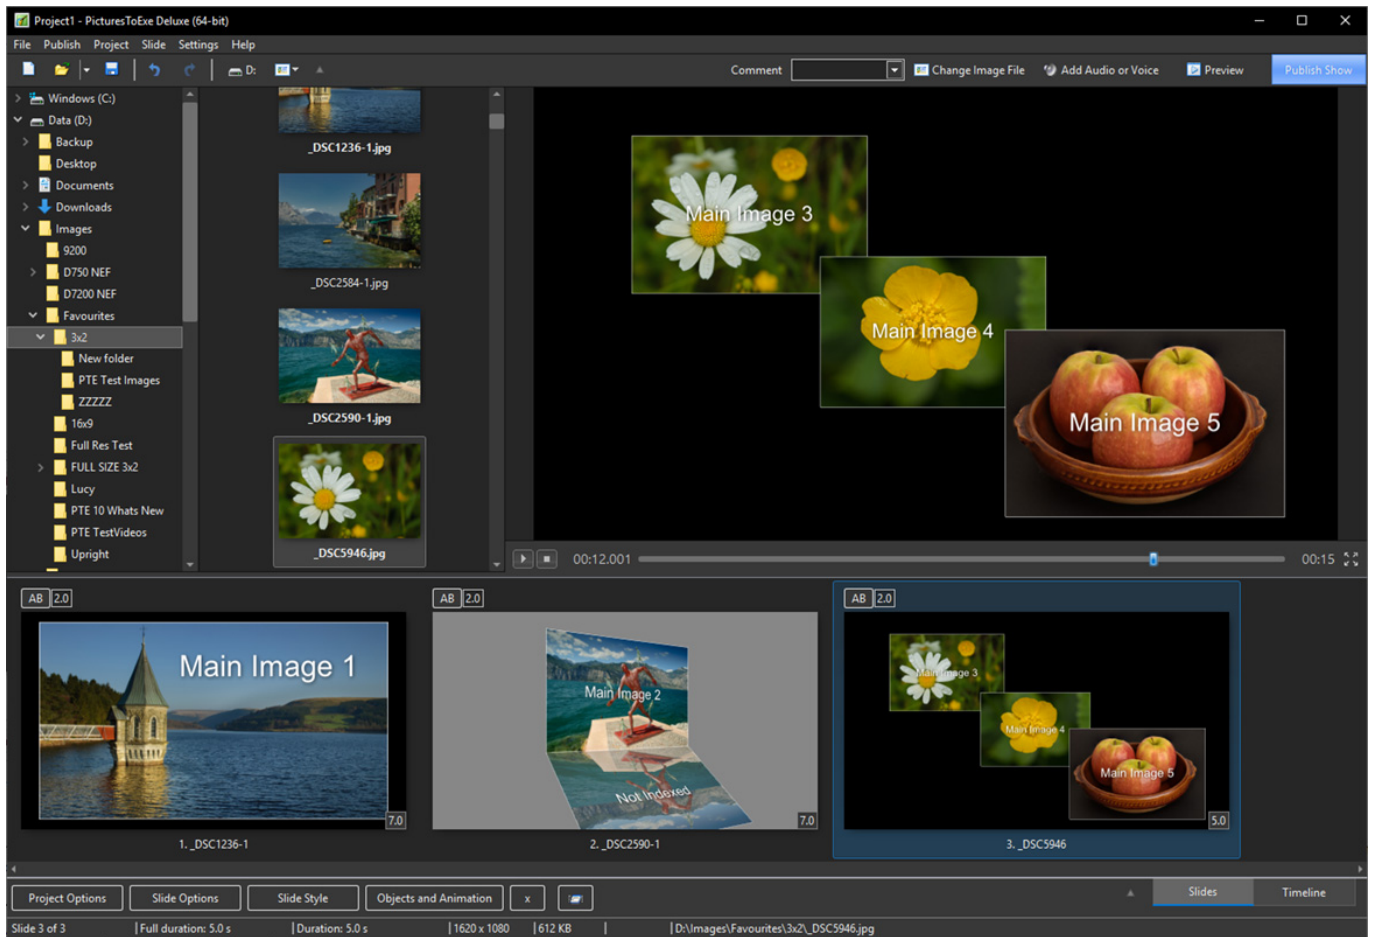 Project1 - PicturesToExe Deluxe (64-bit)
File Publish Project Slide Settings Help
D: Comment Change Image File Add Audio or Voice Preview Publish Show
Windows (C:)
Data (D:)
Backup
Desktop
Documents
Downloads
Images
9200
D750 NEF
D7200 NEF
Favourites
3x2
New folder
PTE Test Images
ZZZZZ
16x9
Full Res Test
FULL SIZE 3x2
Lucy
PTE 10 Whats New
PTE TestVideos
Upright
_DSC1236-1.jpg
_DSC2584-1.jpg
_DSC2590-1.jpg
_DSC5946.jpg
Main Image 3
Main Image 4
Main Image 5
00:12.001 00:15
AB 2.0
Main Image 1
7.0
1. _DSC1236-1
AB 2.0
Main Image 2
Not Indexed
7.0
2. _DSC2590-1
AB 2.0
Main Image 3
Main Image 4
Main Image 5
5.0
3. _DSC5946
Project Options Slide Options Slide Style Objects and Animation x Slides Timeline
Slide 3 of 3 Full duration: 5.0 s Duration: 5.0 s 1620 x 1080 612 KB D:\Images\Favourites\3x2\_DSC5946.jpg